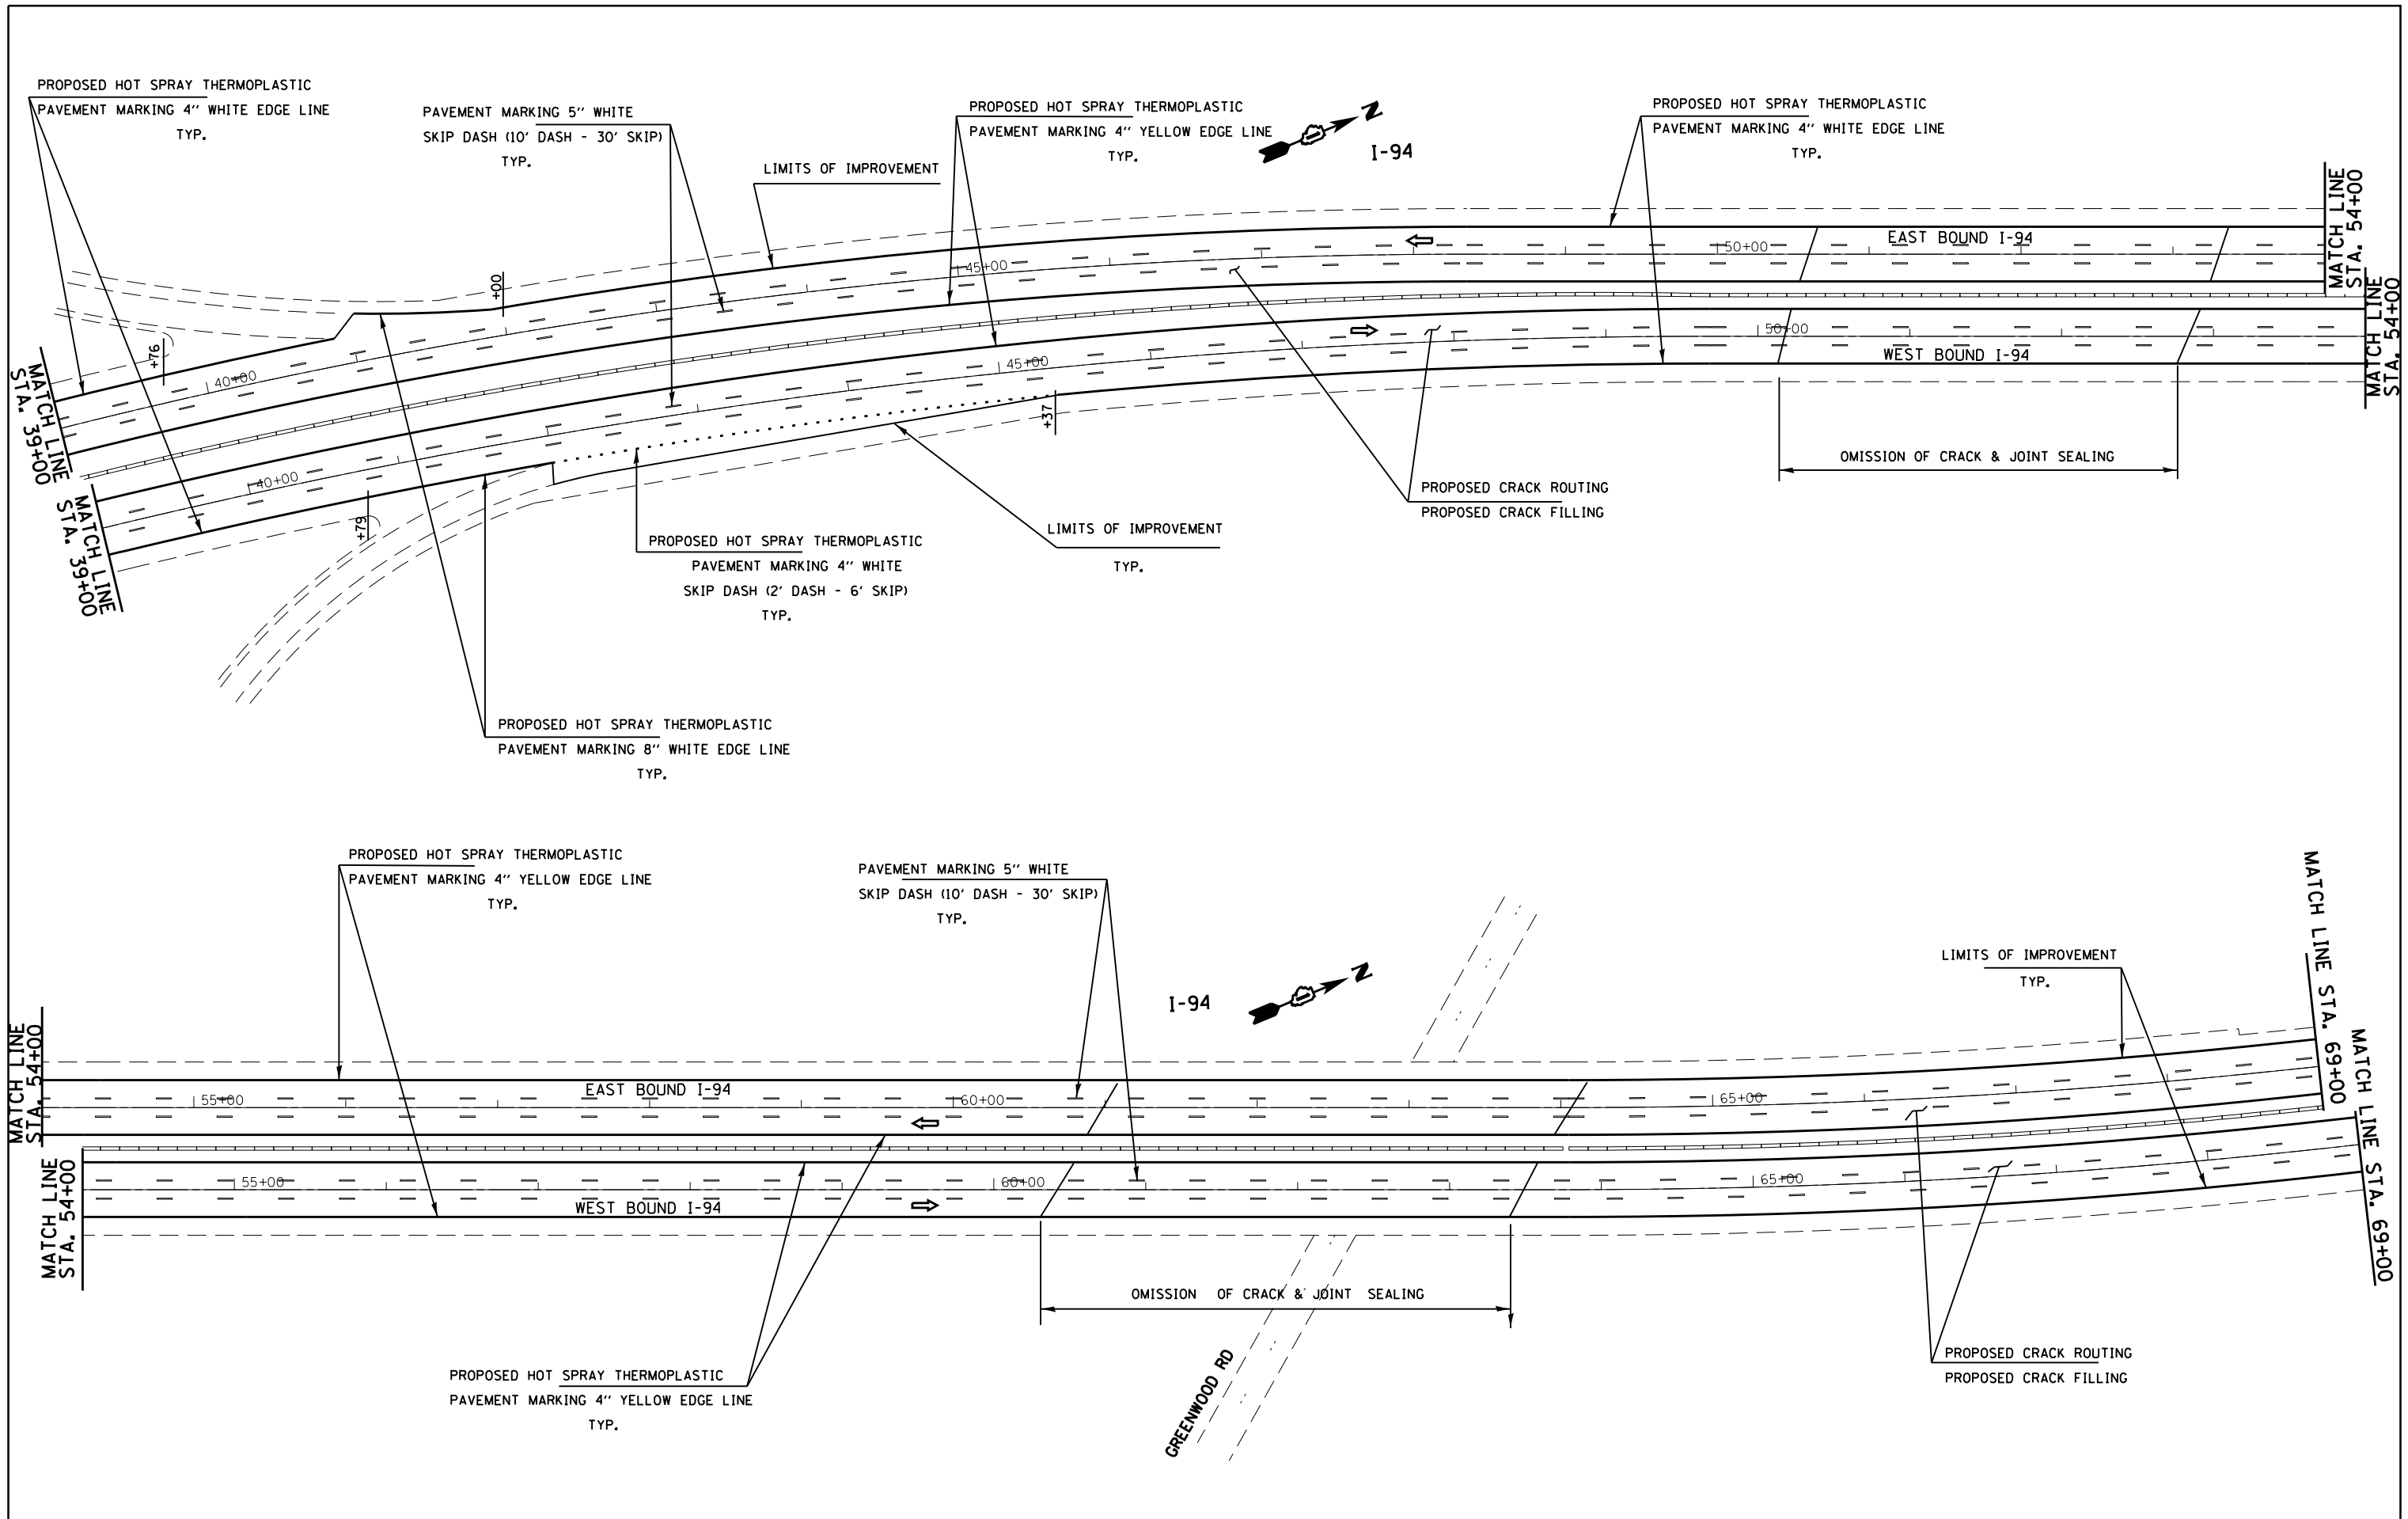 PROPOSED HOT SPRAY THERMOPLASTIC
PAVEMENT MARKING 4'' WHITE EDGE LINE
TYP.
PAVEMENT MARKING 5'' WHITE
SKIP DASH (10' DASH - 30' SKIP)
TYP.
LIMITS OF IMPROVEMENT
PROPOSED HOT SPRAY THERMOPLASTIC
PAVEMENT MARKING 4'' YELLOW EDGE LINE
TYP.
N
I-94
PROPOSED HOT SPRAY THERMOPLASTIC
PAVEMENT MARKING 4'' WHITE EDGE LINE
TYP.
MATCH LINE
STA. 54+00
EAST BOUND I-94
50+00
45+00
+00
+76
40+00
MATCH LINE
STA. 39+00
MATCH LINE
STA. 54+00
50+00
WEST BOUND I-94
45+00
+37
40+00
+79
MATCH LINE
STA. 39+00
OMISSION OF CRACK & JOINT SEALING
PROPOSED CRACK ROUTING
PROPOSED CRACK FILLING
LIMITS OF IMPROVEMENT
TYP.
PROPOSED HOT SPRAY THERMOPLASTIC
PAVEMENT MARKING 4'' WHITE
SKIP DASH (2' DASH - 6' SKIP)
TYP.
PROPOSED HOT SPRAY THERMOPLASTIC
PAVEMENT MARKING 8'' WHITE EDGE LINE
TYP.
PROPOSED HOT SPRAY THERMOPLASTIC
PAVEMENT MARKING 4'' YELLOW EDGE LINE
TYP.
PAVEMENT MARKING 5'' WHITE
SKIP DASH (10' DASH - 30' SKIP)
TYP.
I-94
N
LIMITS OF IMPROVEMENT
TYP.
MATCH LINE STA. 69+00
MATCH LINE
STA. 54+00
EAST BOUND I-94
55+00
60+00
65+00
MATCH LINE STA. 69+00
MATCH LINE
STA. 54+00
55+00
60+00
65+00
WEST BOUND I-94
OMISSION OF CRACK & JOINT SEALING
GREENWOOD RD
PROPOSED CRACK ROUTING
PROPOSED CRACK FILLING
PROPOSED HOT SPRAY THERMOPLASTIC
PAVEMENT MARKING 4'' YELLOW EDGE LINE
TYP.